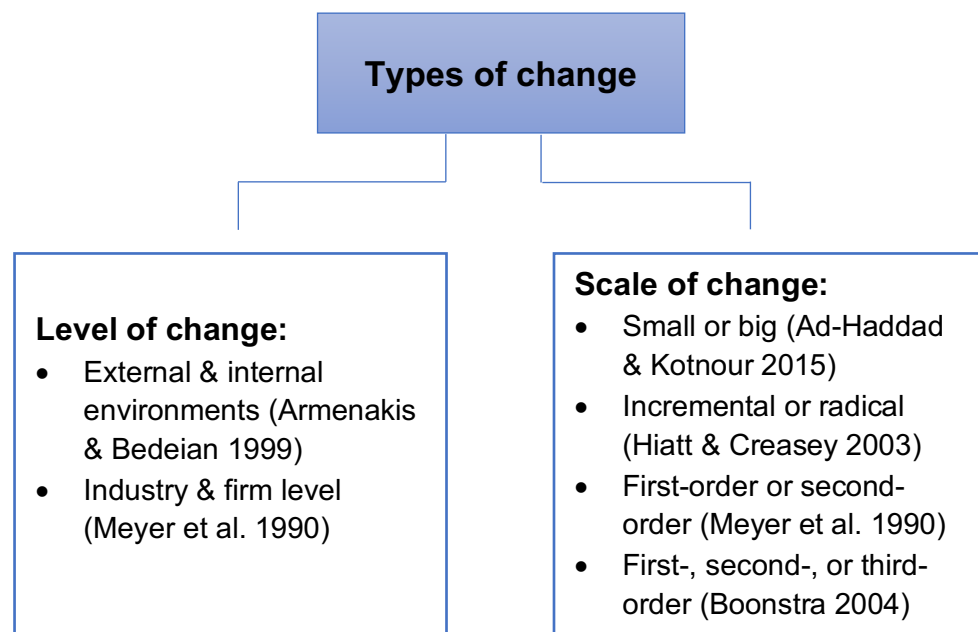 Types of change
Level of change:
• External & internal
environments (Armenakis
& Bedeian 1999)
• Industry & firm level
(Meyer et al. 1990)
Scale of change:
• Small or big (Ad-Haddad
& Kotnour 2015)
• Incremental or radical
(Hiatt & Creasey 2003)
• First-order or second-
order (Meyer et al. 1990)
• First-, second-, or third-
order (Boonstra 2004)